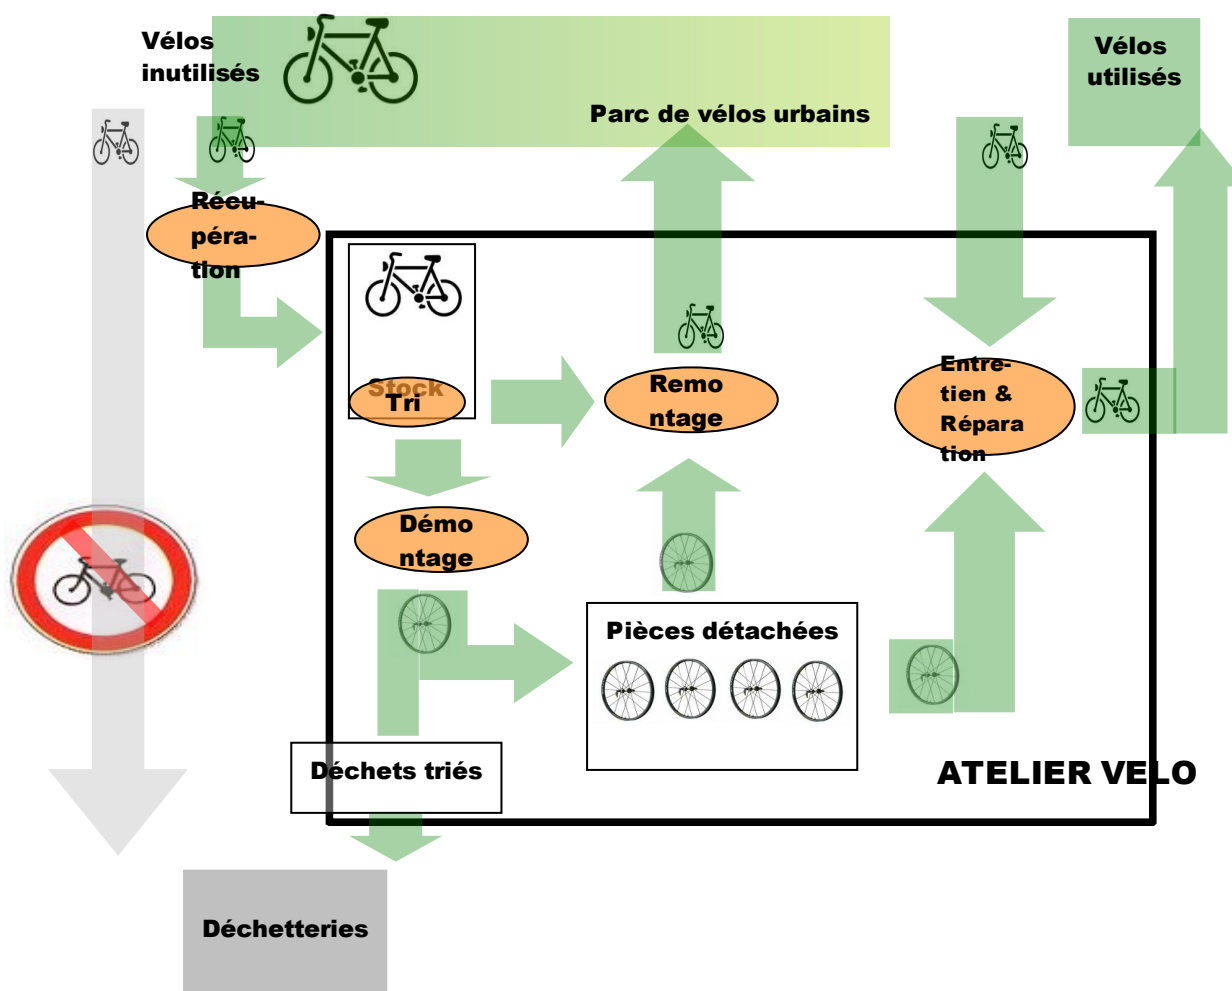 Vélos
inutilisés
Parc de vélos urbains
Vélos
utilisés
Récu-
péra-
tion
Stock
Tri
Remo
ntage
Entre-
tien &
Répara
tion
Démo
ntage
Pièces détachées
Déchets triés
ATELIER VELO
Déchetteries